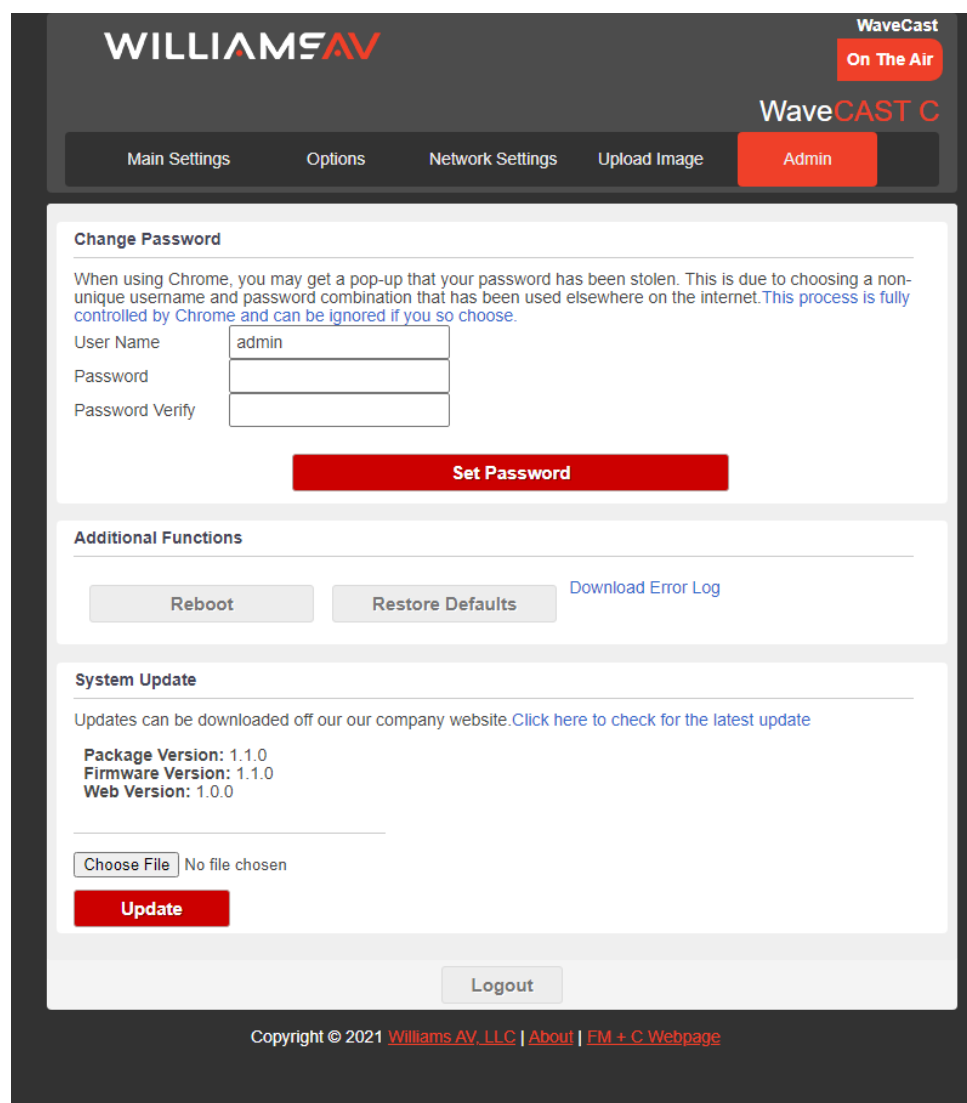 WILLIAMSAV
WaveCast
On The Air
WaveCAST C
Main Settings Options Network Settings Upload Image Admin
Change Password
When using Chrome, you may get a pop-up that your password has been stolen. This is due to choosing a non-
unique username and password combination that has been used elsewhere on the internet.This process is fully
controlled by Chrome and can be ignored if you so choose.
User Name admin
Password
Password Verify
Set Password
Additional Functions
Reboot Restore Defaults Download Error Log
System Update
Updates can be downloaded off our our company website.Click here to check for the latest update
Package Version: 1.1.0
Firmware Version: 1.1.0
Web Version: 1.0.0
Choose File No file chosen
Update
Logout
Copyright © 2021 Williams AV, LLC | About | FM + C Webpage